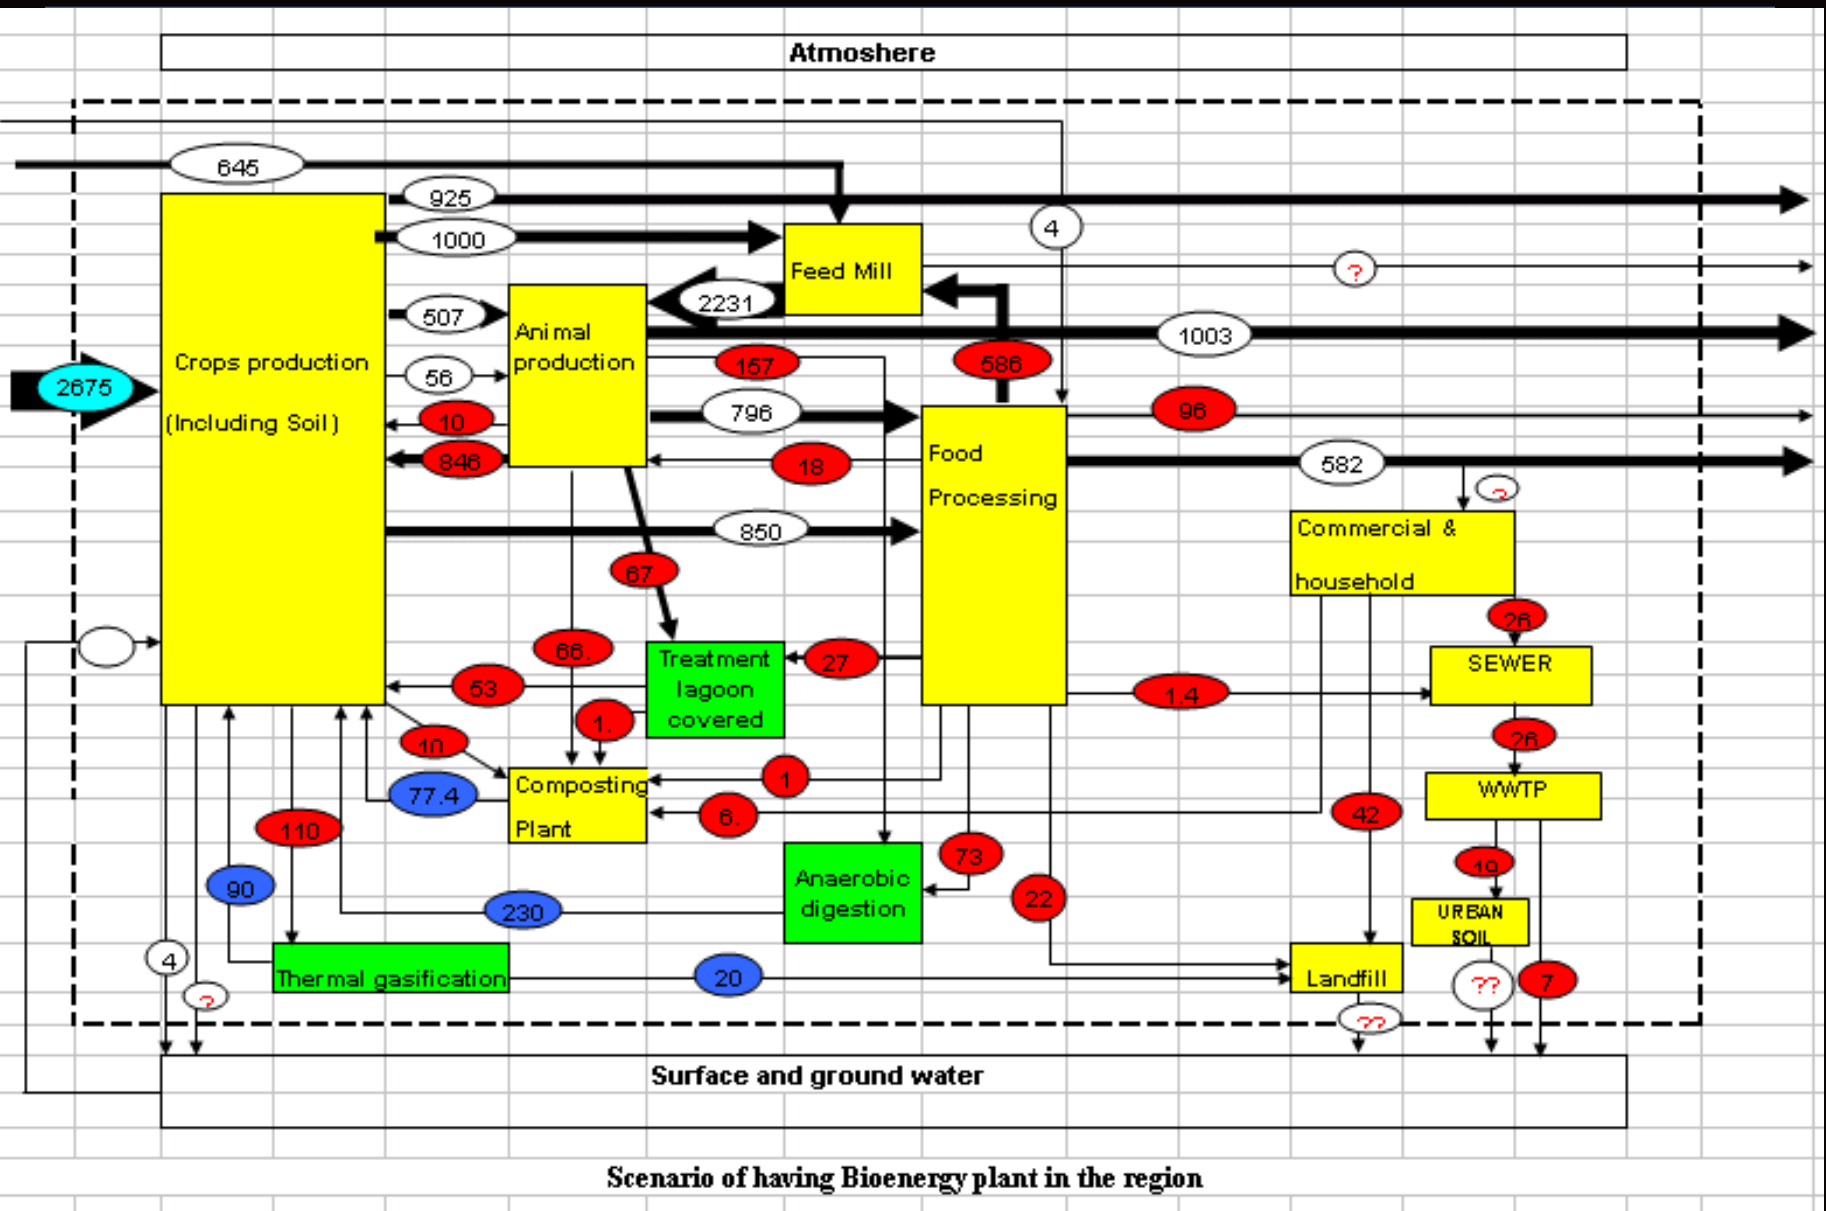 Atmoshere
645
925
1000
4
Feed Mill
?
2231
507
Animal
production
1003
Crops production
(Including Soil)
2675
56
157
586
10
796
96
846
18
Food
Processing
582
?
850
Commercial &
household
67
26
66.
Treatment
lagoon
covered
27
SEWER
53
1.4
1.
10
26
Composting
Plant
77.4
1
6.
WWTP
42
110
73
19
Anaerobic
digestion
90
230
22
URBAN
SOIL
4
?
Thermal gasification
20
Landfill
??
7
??
Surface and ground water
Scenario of having Bioenergy plant in the region